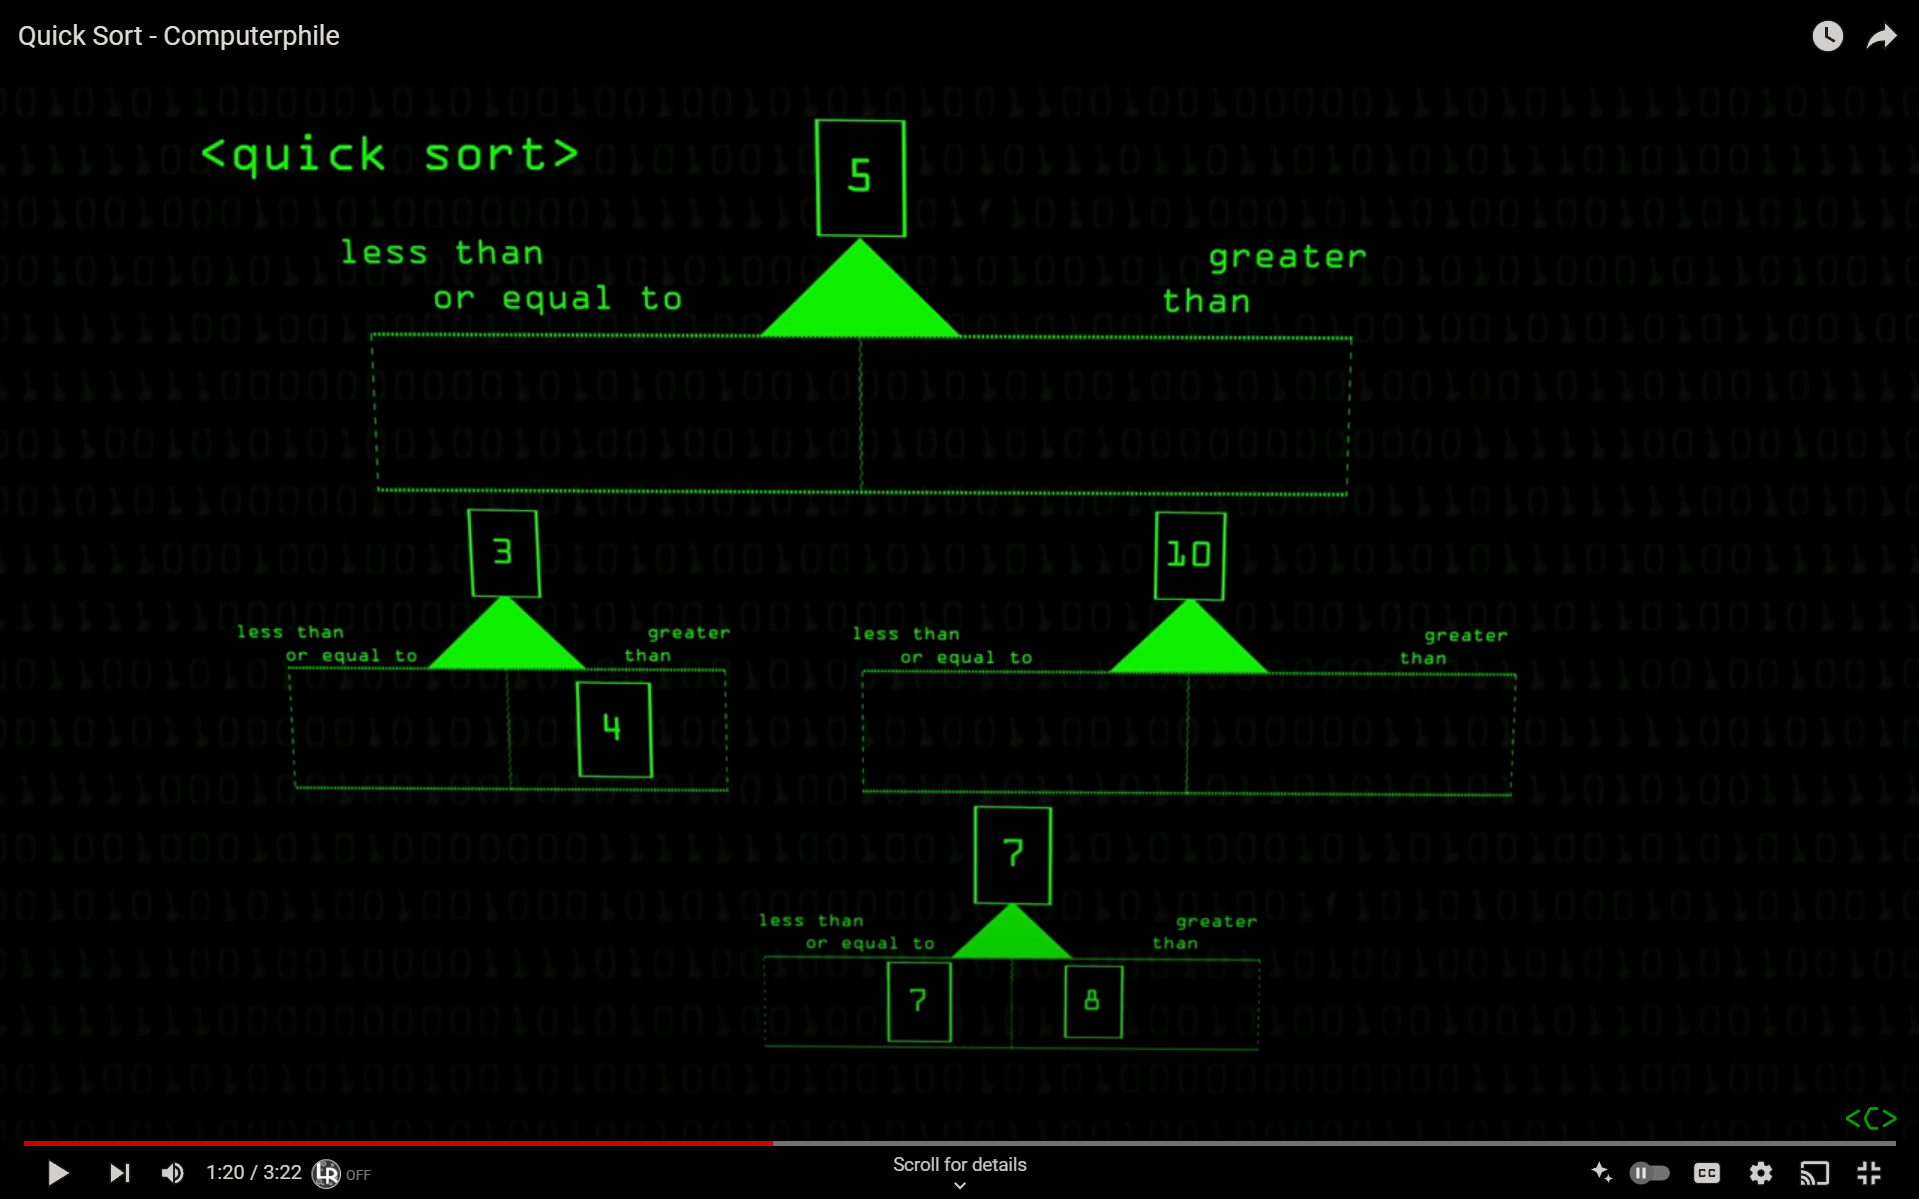 Quick Sort - Computerphile
<quick sort>
5
less than
or equal to
greater
than
3
less than
or equal to
greater
than
4
10
less than
or equal to
greater
than
7
less than
or equal to
greater
than
7
8
<C>
1:20 / 3:22
LR
OFF
Scroll for details
CC